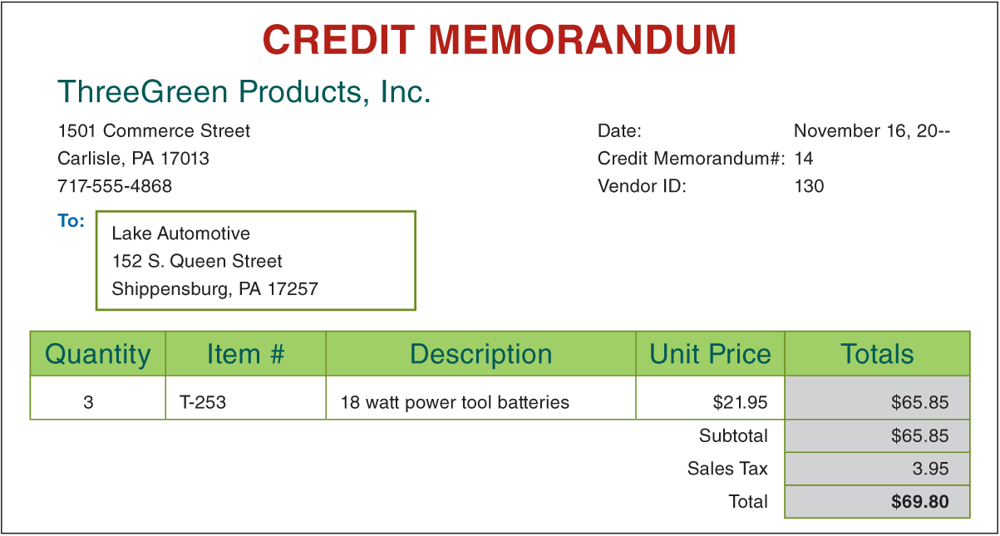 CREDIT MEMORANDUM
ThreeGreen Products, Inc.
1501 Commerce Street
Carlisle, PA 17013
717-555-4868
Date: November 16, 20--
Credit Memorandum#: 14
Vendor ID: 130
To:
Lake Automotive
152 S. Queen Street
Shippensburg, PA 17257
Quantity Item # Description Unit Price Totals
3 T-253 18 watt power tool batteries $21.95 $65.85
Subtotal $65.85
Sales Tax 3.95
Total $69.80